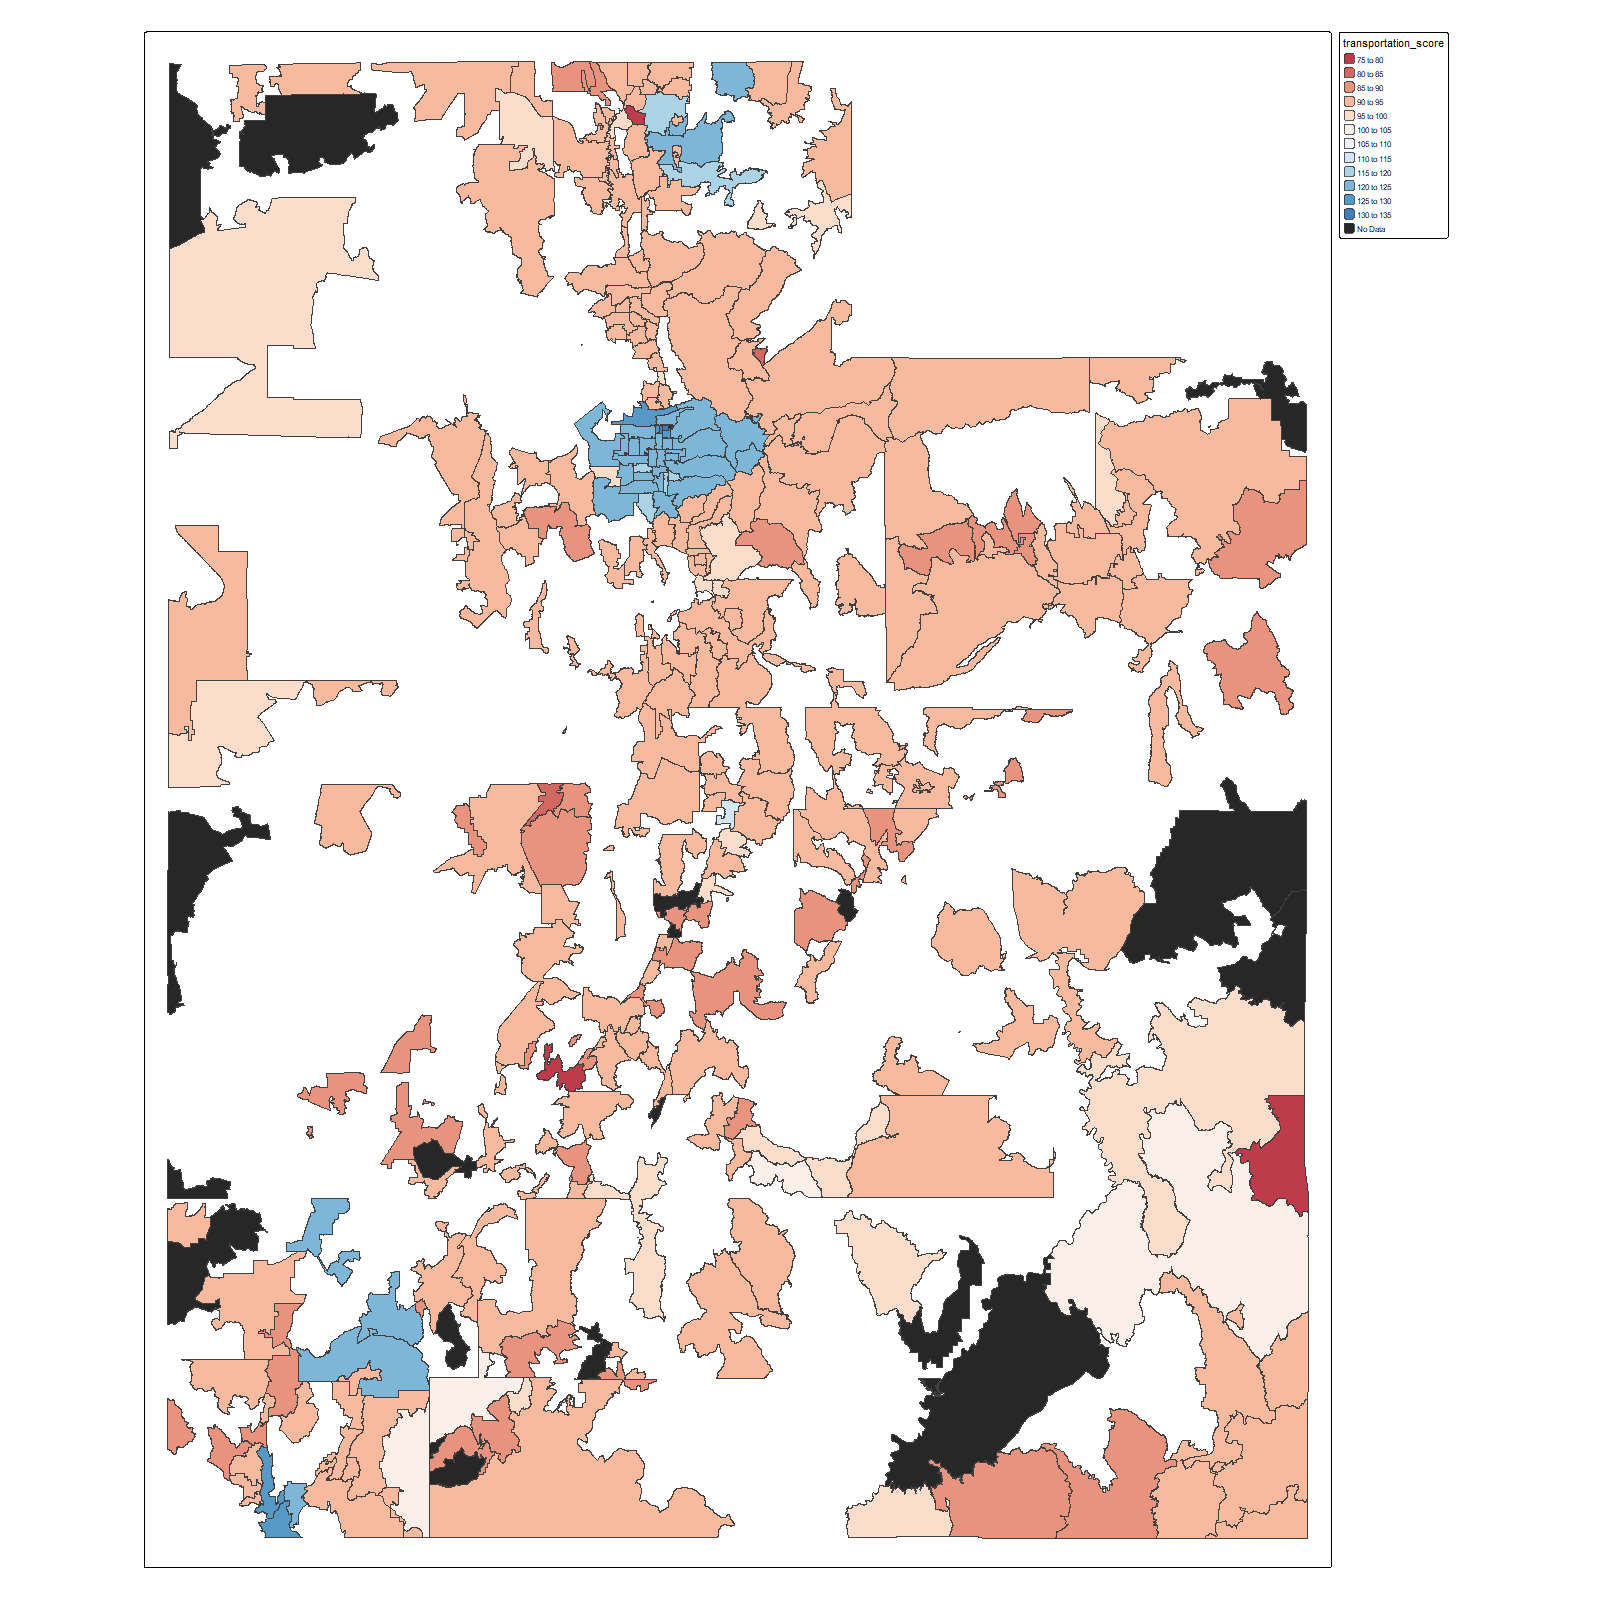 transportation_score
75 to 80
80 to 85
85 to 90
90 to 95
95 to 100
100 to 105
105 to 110
110 to 115
115 to 120
120 to 125
125 to 130
130 to 135
No Data